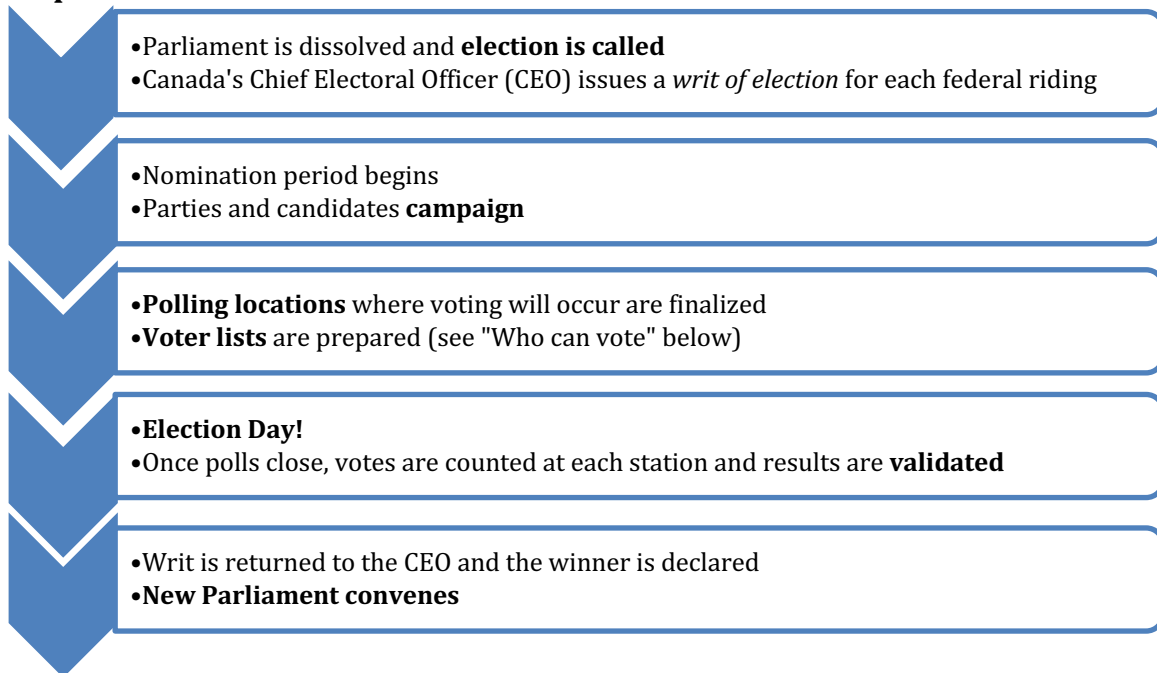 •Parliament is dissolved and election is called
•Canada's Chief Electoral Officer (CEO) issues a writ of election for each federal riding
•Nomination period begins
•Parties and candidates campaign
•Polling locations where voting will occur are finalized
•Voter lists are prepared (see "Who can vote" below)
•Election Day!
•Once polls close, votes are counted at each station and results are validated
•Writ is returned to the CEO and the winner is declared
•New Parliament convenes